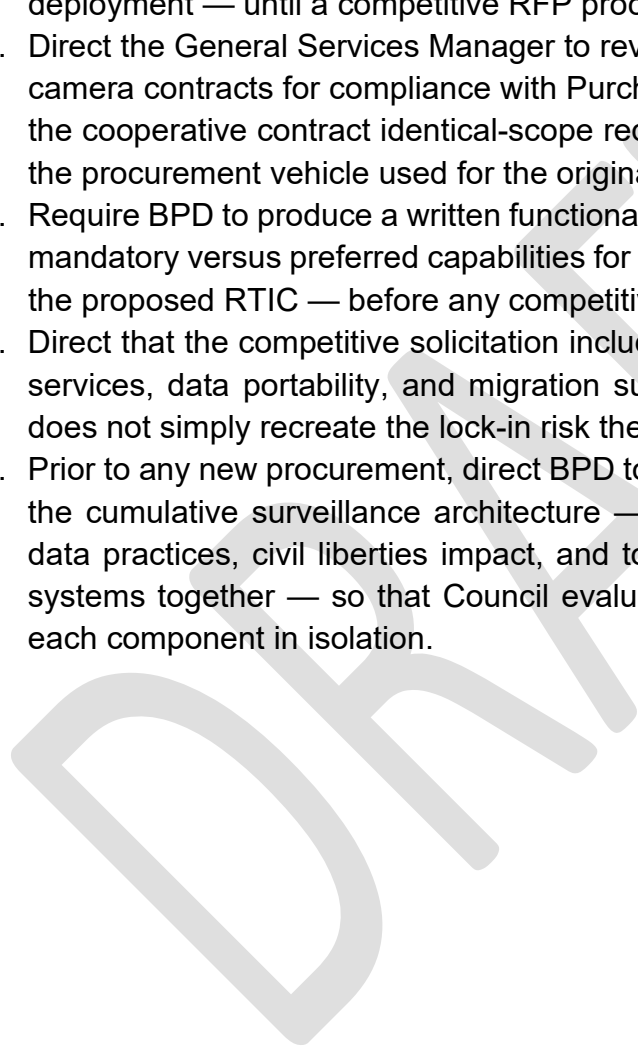 deployment — until a competitive RFP proc
. Direct the General Services Manager to rev
camera contracts for compliance with Purch
the cooperative contract identical-scope rec
the procurement vehicle used for the origina
. Require BPD to produce a written functiona
mandatory versus preferred capabilities for
the proposed RTIC — before any competitiv
. Direct that the competitive solicitation inclu
services, data portability, and migration su
does not simply recreate the lock-in risk the
. Prior to any new procurement, direct BPD to
the cumulative surveillance architecture —
data practices, civil liberties impact, and to
systems together — so that Council evalu
each component in isolation.
DRA